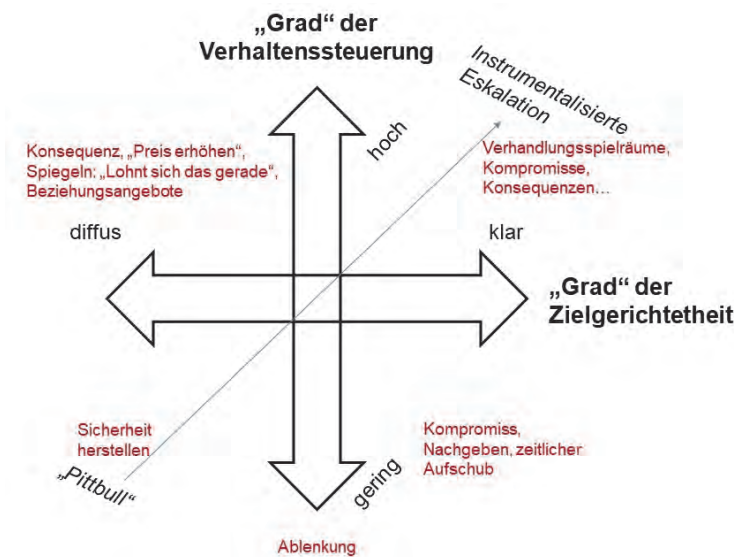 „Grad“ der
Verhaltenssteuerung
Instrumentalisierte
Eskalation
hoch
Konsequenz, „Preis erhöhen“,
Spiegeln: „Lohnt sich das gerade“,
Beziehungsangebote
Verhandlungsspielräume,
Kompromisse,
Konsequenzen…
diffus
klar
„Grad“ der
Zielgerichtetheit
Sicherheit
herstellen
„Pittbull“
Kompromiss,
Nachgeben, zeitlicher
Aufschub
gering
Ablenkung